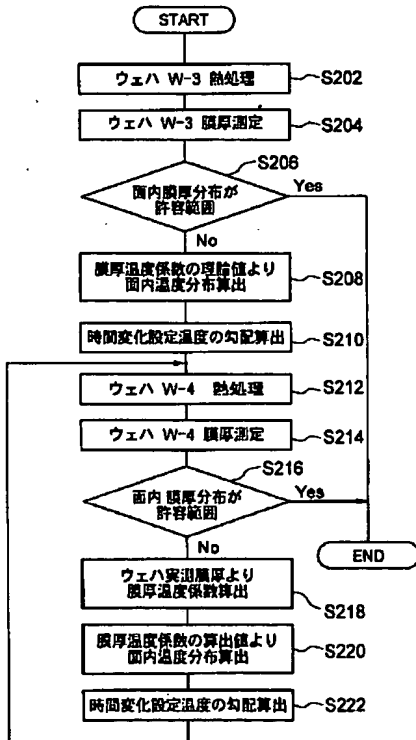 START
ウェハ W-3 熱処理
S202
ウェハ W-3 膜厚測定
S204
S206
面内膜厚分布が
許容範囲
Yes
No
膜厚温度係数の理論値より
面内温度分布算出
S208
時間変化設定温度の勾配算出
S210
ウェハ W-4 熱処理
S212
ウェハ W-4 膜厚測定
S214
S216
面内 膜厚分布が
許容範囲
Yes
No
END
ウェハ実測膜厚より
膜厚温度係数算出
S218
膜厚温度係数の算出値より
面内温度分布算出
S220
時間変化設定温度の勾配算出
S222